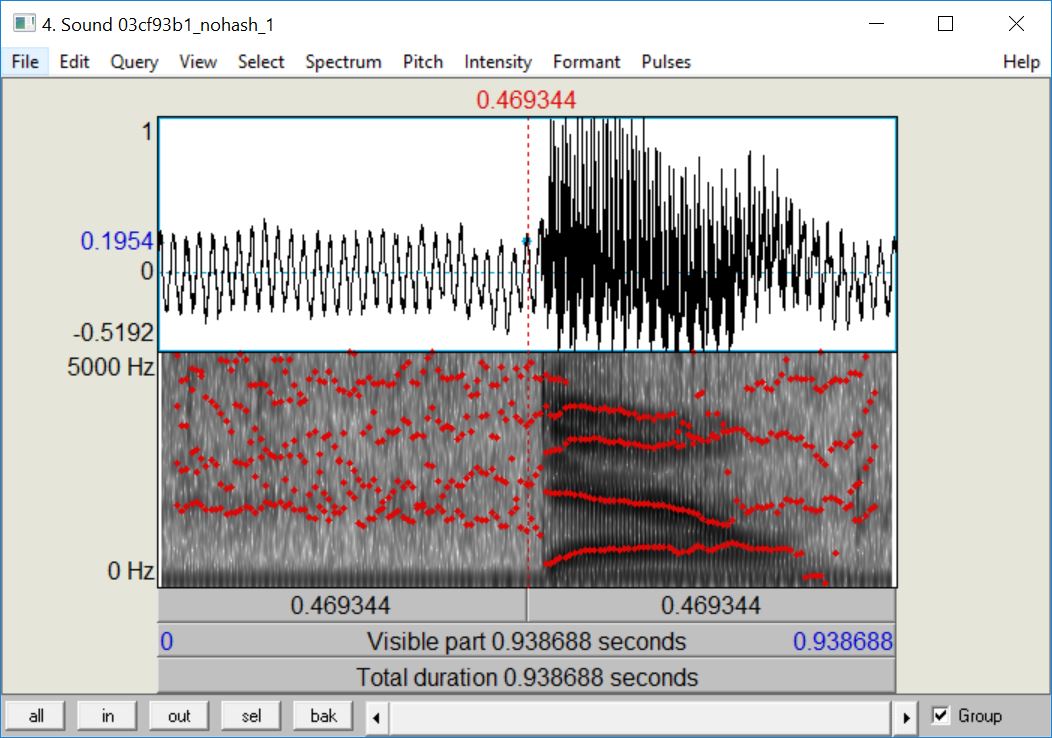 4. Sound 03cf93b1_nohash_1
File Edit Query View Select Spectrum Pitch Intensity Formant Pulses Help
0.469344
1
0.1954
0
-0.5192
5000 Hz
0 Hz
0.469344 0.469344
0 Visible part 0.938688 seconds 0.938688
Total duration 0.938688 seconds
all in out sel bak Group